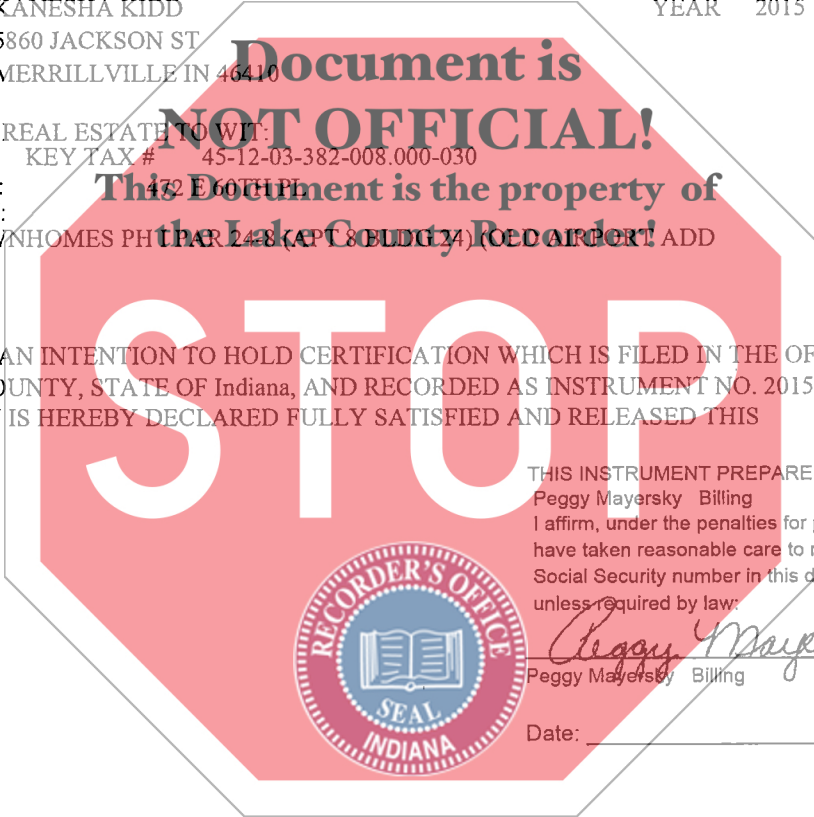 KANESHA KIDD YEAR 2015
5860 JACKSON ST
MERRILLVILLE IN 46410
Document is
NOT OFFICIAL!
REAL ESTATE TO WIT:
KEY TAX # 45-12-03-382-008.000-030
: 472 E 60TH PL
This Document is the property of
:
the Lake County Recorder!
WNHOMES PH I PAR 24-8 (APT 8 BLDG 24) (OLD AIRPORT ADD
AN INTENTION TO HOLD CERTIFICATION WHICH IS FILED IN THE OF
OUNTY, STATE OF Indiana, AND RECORDED AS INSTRUMENT NO. 2015
IS HEREBY DECLARED FULLY SATISFIED AND RELEASED THIS
STOP
THIS INSTRUMENT PREPARE
Peggy Mayersky Billing
I affirm, under the penalties for
have taken reasonable care to
Social Security number in this d
unless required by law:
Peggy Maye
Peggy Mayersky Billing
Date:
RECORDER'S OFFICE
SEAL
INDIANA